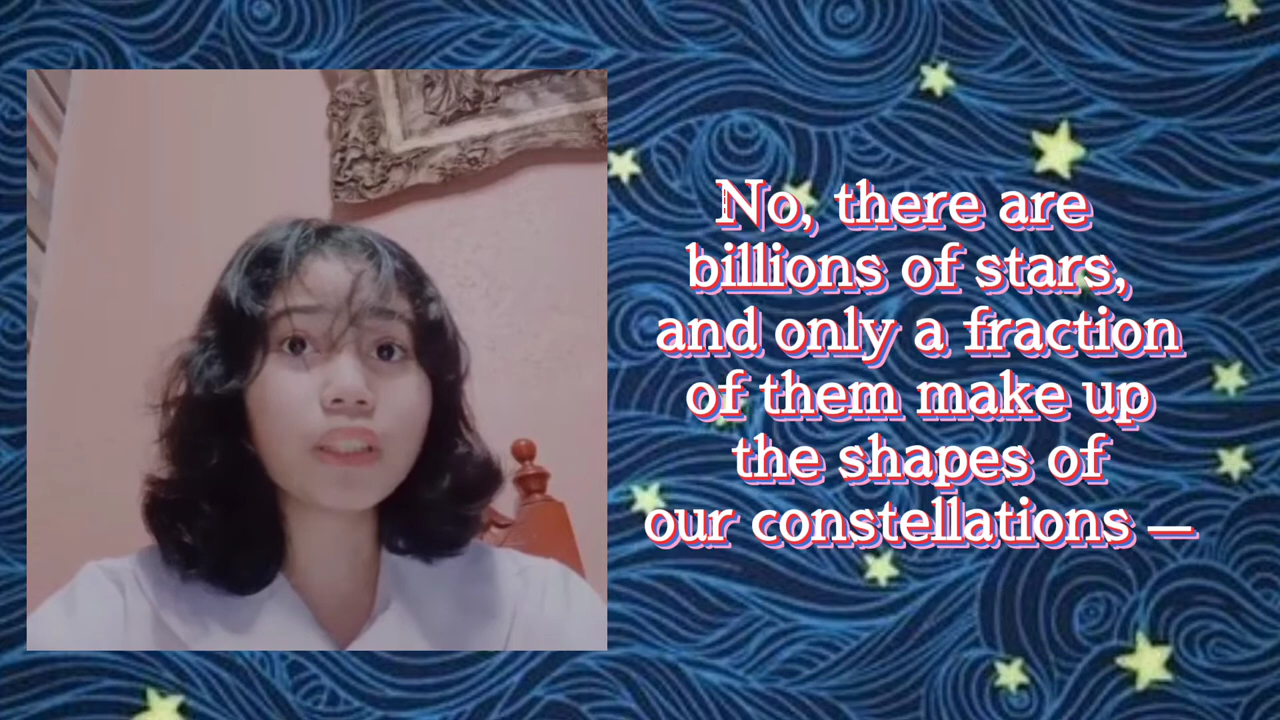 No, there are
billions of stars,
and only a fraction
of them make up
the shapes of
our constellations —